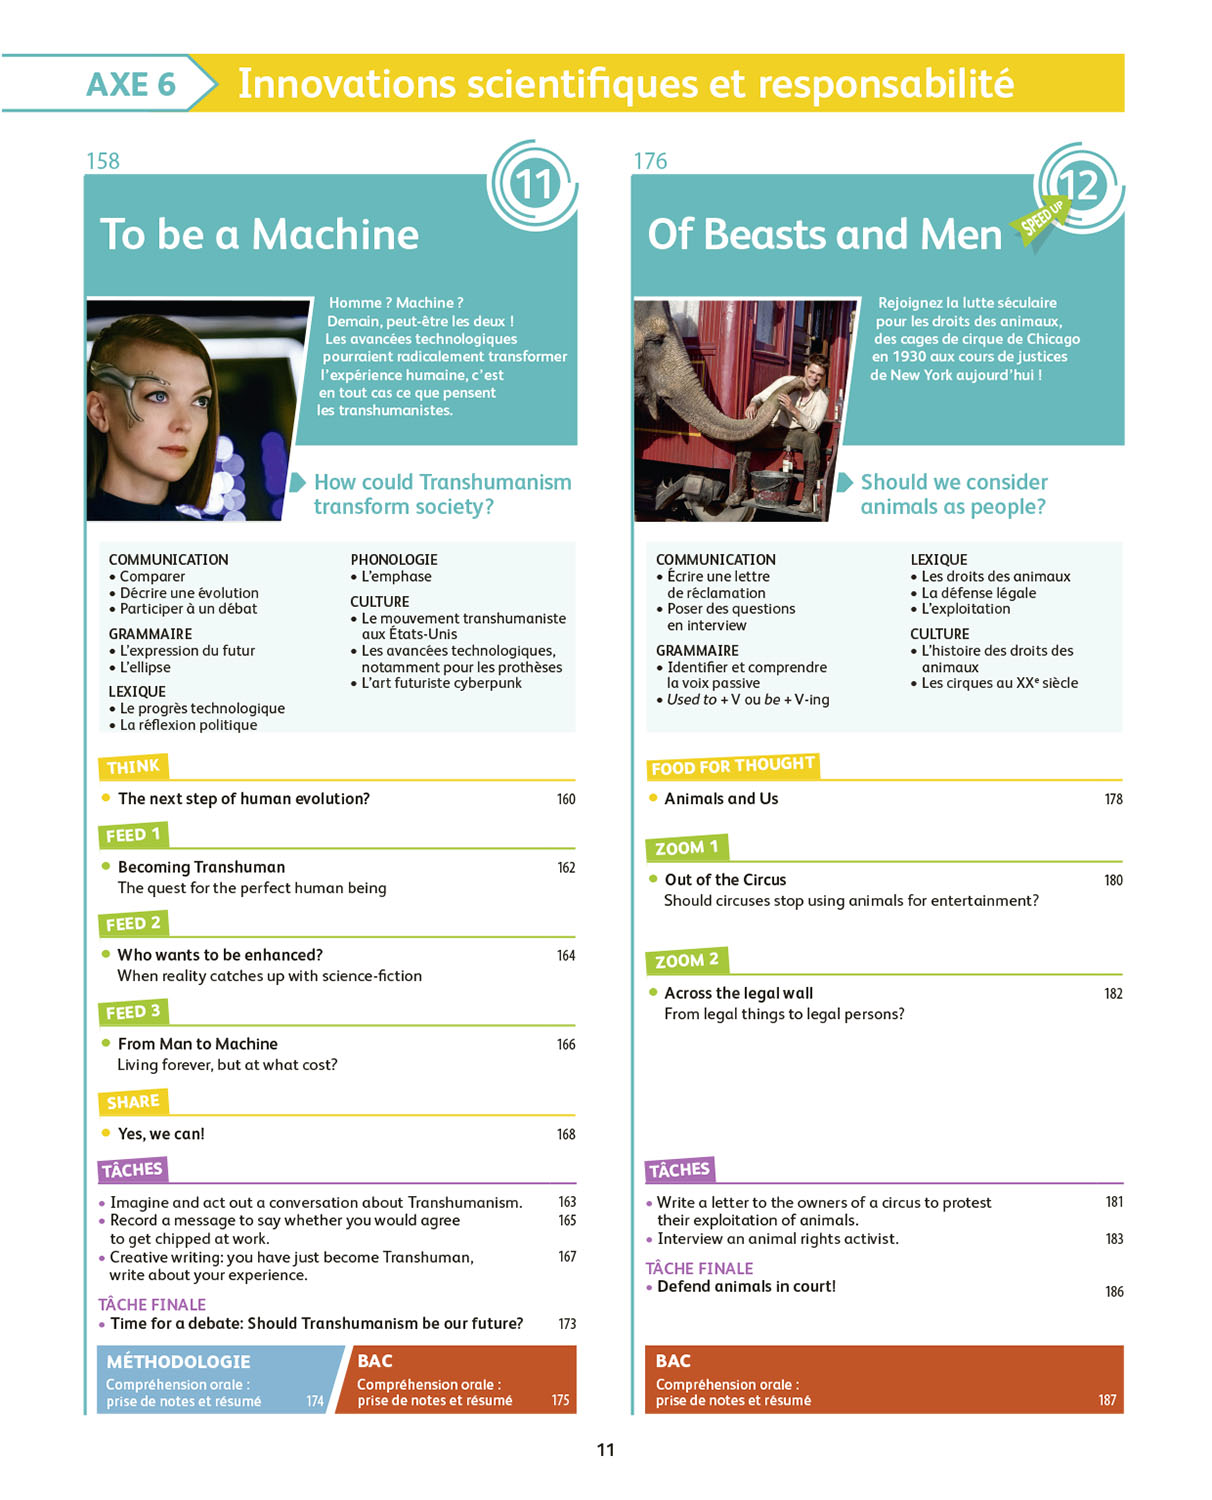 AXE 6
Innovations scientifiques et responsabilité
158
11
To be a Machine
Homme ? Machine ?
Demain, peut-être les deux !
Les avancées technologiques
pourraient radicalement transformer
l'expérience humaine, c'est
en tout cas ce que pensent
les transhumanistes.
How could Transhumanism
transform society?
COMMUNICATION
• Comparer
• Décrire une évolution
• Participer à un débat
GRAMMAIRE
• L'expression du futur
• L'ellipse
LEXIQUE
• Le progrès technologique
• La réflexion politique
PHONOLOGIE
• L'emphase
CULTURE
• Le mouvement transhumaniste
aux États-Unis
• Les avancées technologiques,
notamment pour les prothèses
• L'art futuriste cyberpunk
THINK
• The next step of human evolution? 160
FEED 1
• Becoming Transhuman 162
The quest for the perfect human being
FEED 2
• Who wants to be enhanced? 164
When reality catches up with science-fiction
FEED 3
• From Man to Machine 166
Living forever, but at what cost?
SHARE
• Yes, we can! 168
TÂCHES
• Imagine and act out a conversation about Transhumanism. 163
• Record a message to say whether you would agree 165
to get chipped at work.
• Creative writing: you have just become Transhuman, 167
write about your experience.
TÂCHE FINALE
• Time for a debate: Should Transhumanism be our future? 173
MÉTHODOLOGIE
Compréhension orale :
prise de notes et résumé 174
BAC
Compréhension orale :
prise de notes et résumé 175
176
12
SPEED UP
Of Beasts and Men
Rejoignez la lutte séculaire
pour les droits des animaux,
des cages de cirque de Chicago
en 1930 aux cours de justices
de New York aujourd'hui !
Should we consider
animals as people?
COMMUNICATION
• Écrire une lettre
de réclamation
• Poser des questions
en interview
GRAMMAIRE
• Identifier et comprendre
la voix passive
• Used to + V ou be + V-ing
LEXIQUE
• Les droits des animaux
• La défense légale
• L'exploitation
CULTURE
• L'histoire des droits des
animaux
• Les cirques au XXe siècle
FOOD FOR THOUGHT
• Animals and Us 178
ZOOM 1
• Out of the Circus 180
Should circuses stop using animals for entertainment?
ZOOM 2
• Across the legal wall 182
From legal things to legal persons?
TÂCHES
• Write a letter to the owners of a circus to protest 181
their exploitation of animals.
• Interview an animal rights activist. 183
TÂCHE FINALE
• Defend animals in court! 186
BAC
Compréhension orale :
prise de notes et résumé 187
11